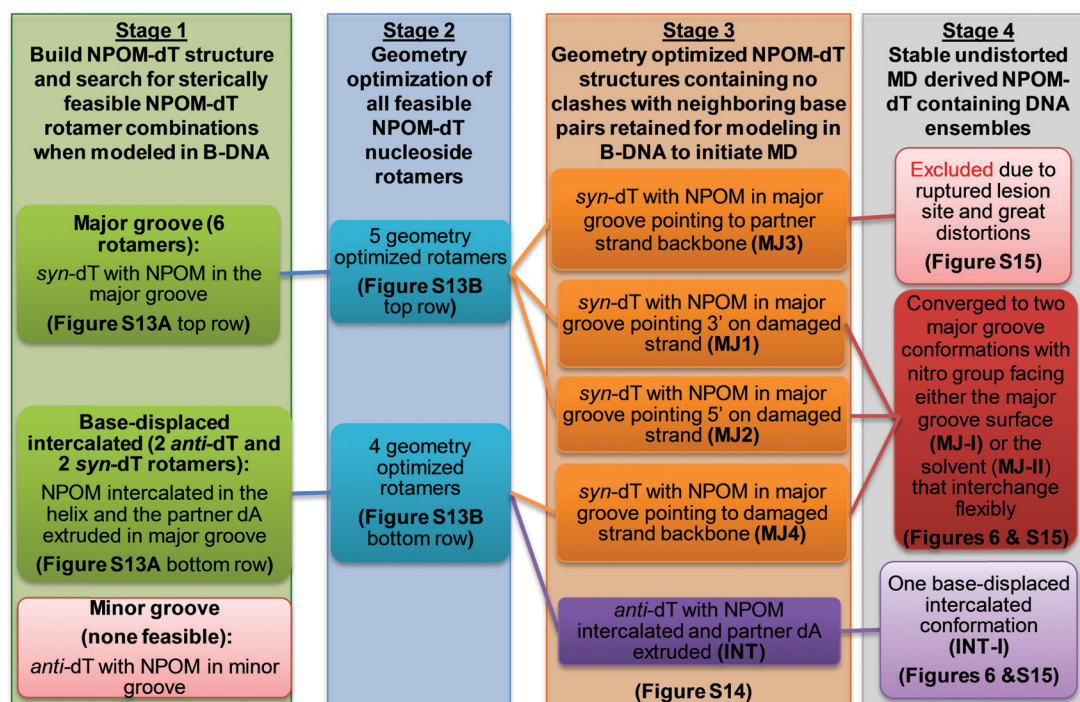 Stage 1
Build NPOM-dT structure
and search for sterically
feasible NPOM-dT
rotamer combinations
when modeled in B-DNA
Major groove (6
rotamers):
syn-dT with NPOM in the
major groove
(Figure S13A top row)
Base-displaced
intercalated (2 anti-dT and
2 syn-dT rotamers):
NPOM intercalated in the
helix and the partner dA
extruded in major groove
(Figure S13A bottom row)
Minor groove
(none feasible):
anti-dT with NPOM in minor
groove
Stage 2
Geometry
optimization of
all feasible
NPOM-dT
nucleoside
rotamers
5 geometry
optimized rotamers
(Figure S13B
top row)
4 geometry
optimized
rotamers
(Figure S13B
bottom row)
Stage 3
Geometry optimized NPOM-dT
structures containing no
clashes with neighboring base
pairs retained for modeling in
B-DNA to initiate MD
syn-dT with NPOM in major
groove pointing to partner
strand backbone (MJ3)
syn-dT with NPOM in major
groove pointing 3’ on damaged
strand (MJ1)
syn-dT with NPOM in major
groove pointing 5’ on damaged
strand (MJ2)
syn-dT with NPOM in major
groove pointing to damaged
strand backbone (MJ4)
anti-dT with NPOM
intercalated and partner dA
extruded (INT)
(Figure S14)
Stage 4
Stable undistorted
MD derived NPOM-
dT containing DNA
ensembles
Excluded due to
ruptured lesion
site and great
distortions
(Figure S15)
Converged to two
major groove
conformations with
nitro group facing
either the major
groove surface
(MJ-I) or the
solvent (MJ-II)
that interchange
flexibly
(Figures 6 & S15)
One base-displaced
intercalated
conformation
(INT-I)
(Figures 6 &S15)